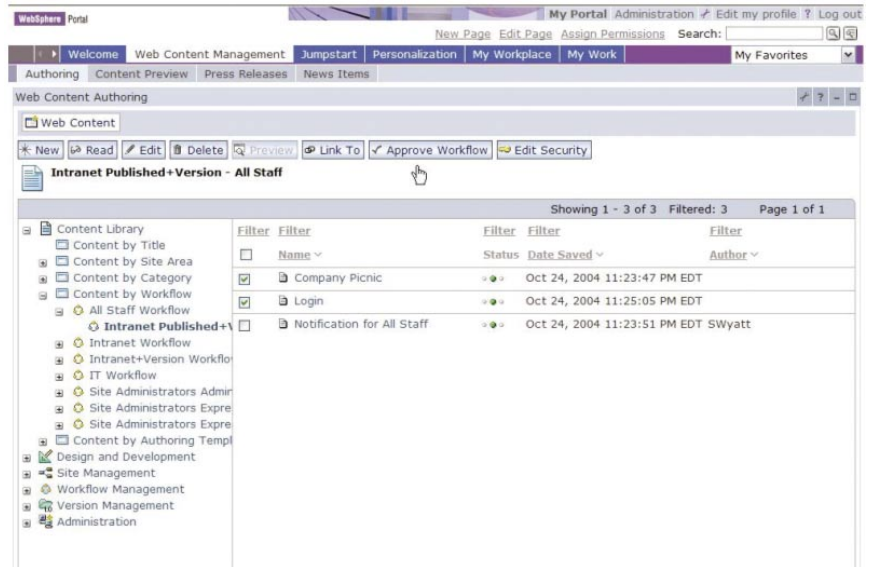 WebSphere Portal
My Portal Administration Edit my profile ? Log out
New Page Edit Page Assign Permissions Search:
Welcome Web Content Management Jumpstart Personalization My Workplace My Work My Favorites
Authoring Content Preview Press Releases News Items
Web Content Authoring
Web Content
New Read Edit Delete Preview Link To Approve Workflow Edit Security
Intranet Published+Version - All Staff
Showing 1 - 3 of 3 Filtered: 3 Page 1 of 1
Content Library
Content by Title
Content by Site Area
Content by Category
Content by Workflow
All Staff Workflow
Intranet Published+V
Intranet Workflow
Intranet+Version Workflo
IT Workflow
Site Administrators Admir
Site Administrators Expre
Site Administrators Expre
Content by Authoring Templ
Design and Development
Site Management
Workflow Management
Version Management
Administration
Filter Filter Filter Filter Filter
Name Status Date Saved Author
Company Picnic Oct 24, 2004 11:23:47 PM EDT
Login Oct 24, 2004 11:25:05 PM EDT
Notification for All Staff Oct 24, 2004 11:23:51 PM EDT SWyatt